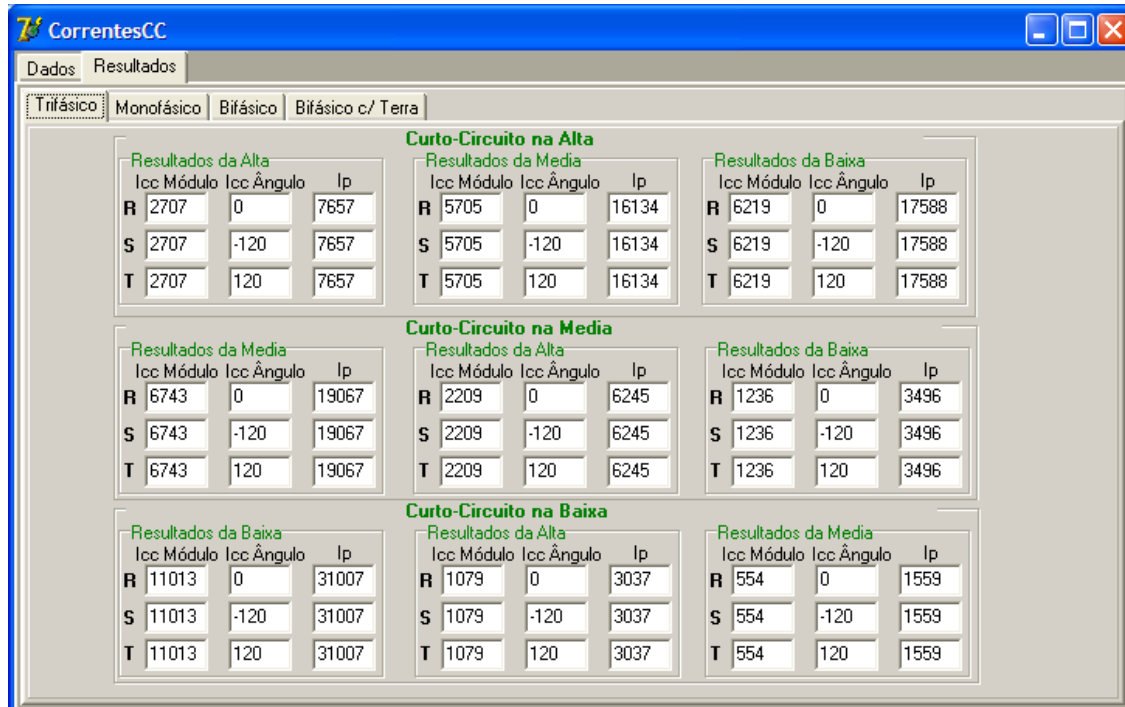 CorrentesCC
Dados Resultados
Trifásico Monofásico Bifásico Bifásico c/ Terra
Curto-Circuito na Alta
Resultados da Alta Resultados da Media Resultados da Baixa
Icc Módulo Icc Ângulo Ip Icc Módulo Icc Ângulo Ip Icc Módulo Icc Ângulo Ip
R 2707 0 7657 R 5705 0 16134 R 6219 0 17588
S 2707 -120 7657 S 5705 -120 16134 S 6219 -120 17588
T 2707 120 7657 T 5705 120 16134 T 6219 120 17588
Curto-Circuito na Media
Resultados da Media Resultados da Alta Resultados da Baixa
Icc Módulo Icc Ângulo Ip Icc Módulo Icc Ângulo Ip Icc Módulo Icc Ângulo Ip
R 6743 0 19067 R 2209 0 6245 R 1236 0 3496
S 6743 -120 19067 S 2209 -120 6245 S 1236 -120 3496
T 6743 120 19067 T 2209 120 6245 T 1236 120 3496
Curto-Circuito na Baixa
Resultados da Baixa Resultados da Alta Resultados da Media
Icc Módulo Icc Ângulo Ip Icc Módulo Icc Ângulo Ip Icc Módulo Icc Ângulo Ip
R 11013 0 31007 R 1079 0 3037 R 554 0 1559
S 11013 -120 31007 S 1079 -120 3037 S 554 -120 1559
T 11013 120 31007 T 1079 120 3037 T 554 120 1559